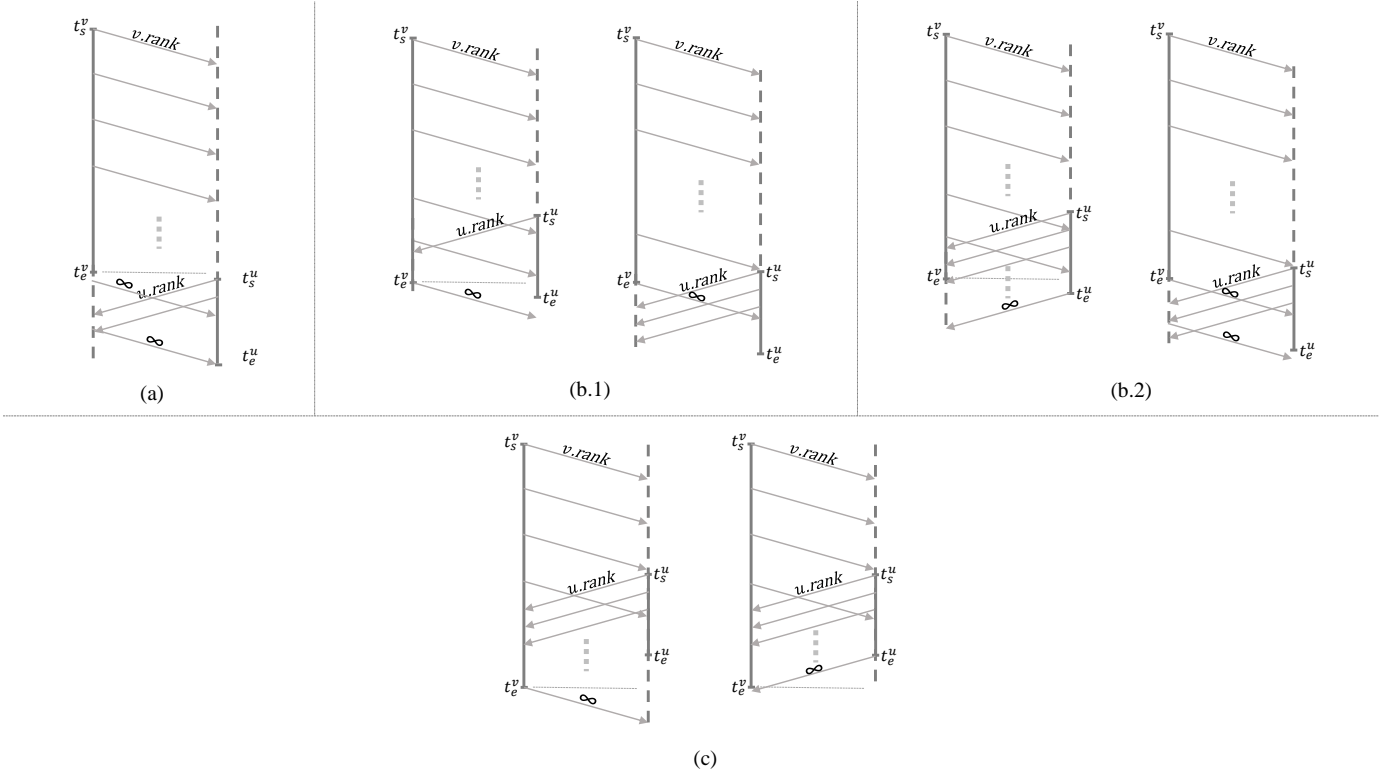 t_s^v
v.rank
t_e^v
∞
u.rank
t_s^u
∞
t_e^u
(a)
t_s^v
v.rank
t_s^u
u.rank
t_e^v
∞
t_e^u
t_s^v
v.rank
t_s^u
u.rank
t_e^v
∞
t_e^u
(b.1)
t_s^v
v.rank
t_s^u
u.rank
t_e^v
∞
t_e^u
t_s^v
v.rank
t_s^u
u.rank
t_e^v
∞
∞
t_e^u
(b.2)
t_s^v
v.rank
t_s^u
u.rank
t_e^u
t_e^v
∞
t_s^v
v.rank
t_s^u
u.rank
t_e^u
∞
t_e^v
(c)